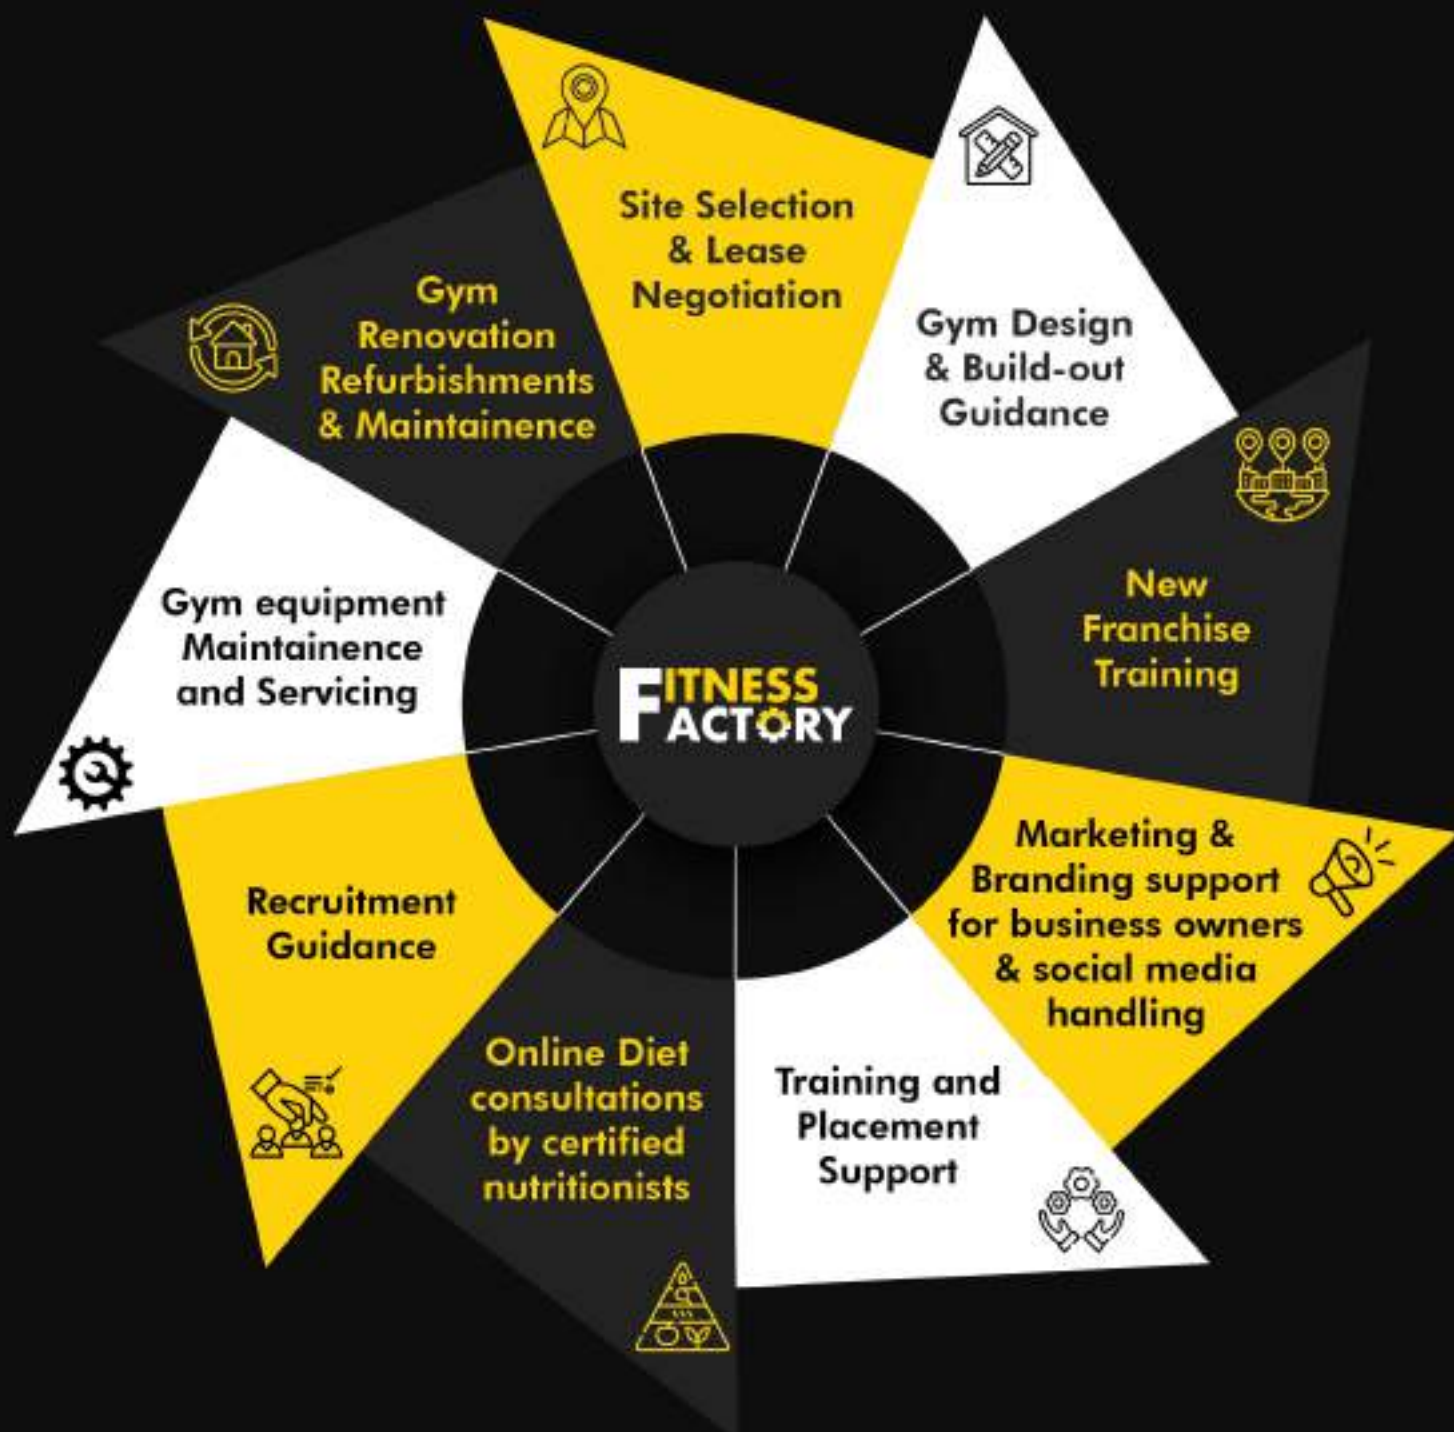 Site Selection
& Lease
Negotiation
Gym Design
& Build-out
Guidance
New
Franchise
Training
Marketing &
Branding support
for business owners
& social media
handling
Training and
Placement
Support
Online Diet
consultations
by certified
nutritionists
Recruitment
Guidance
Gym equipment
Maintainence
and Servicing
Gym
Renovation
Refurbishments
& Maintainence
FITNESS
FACTORY